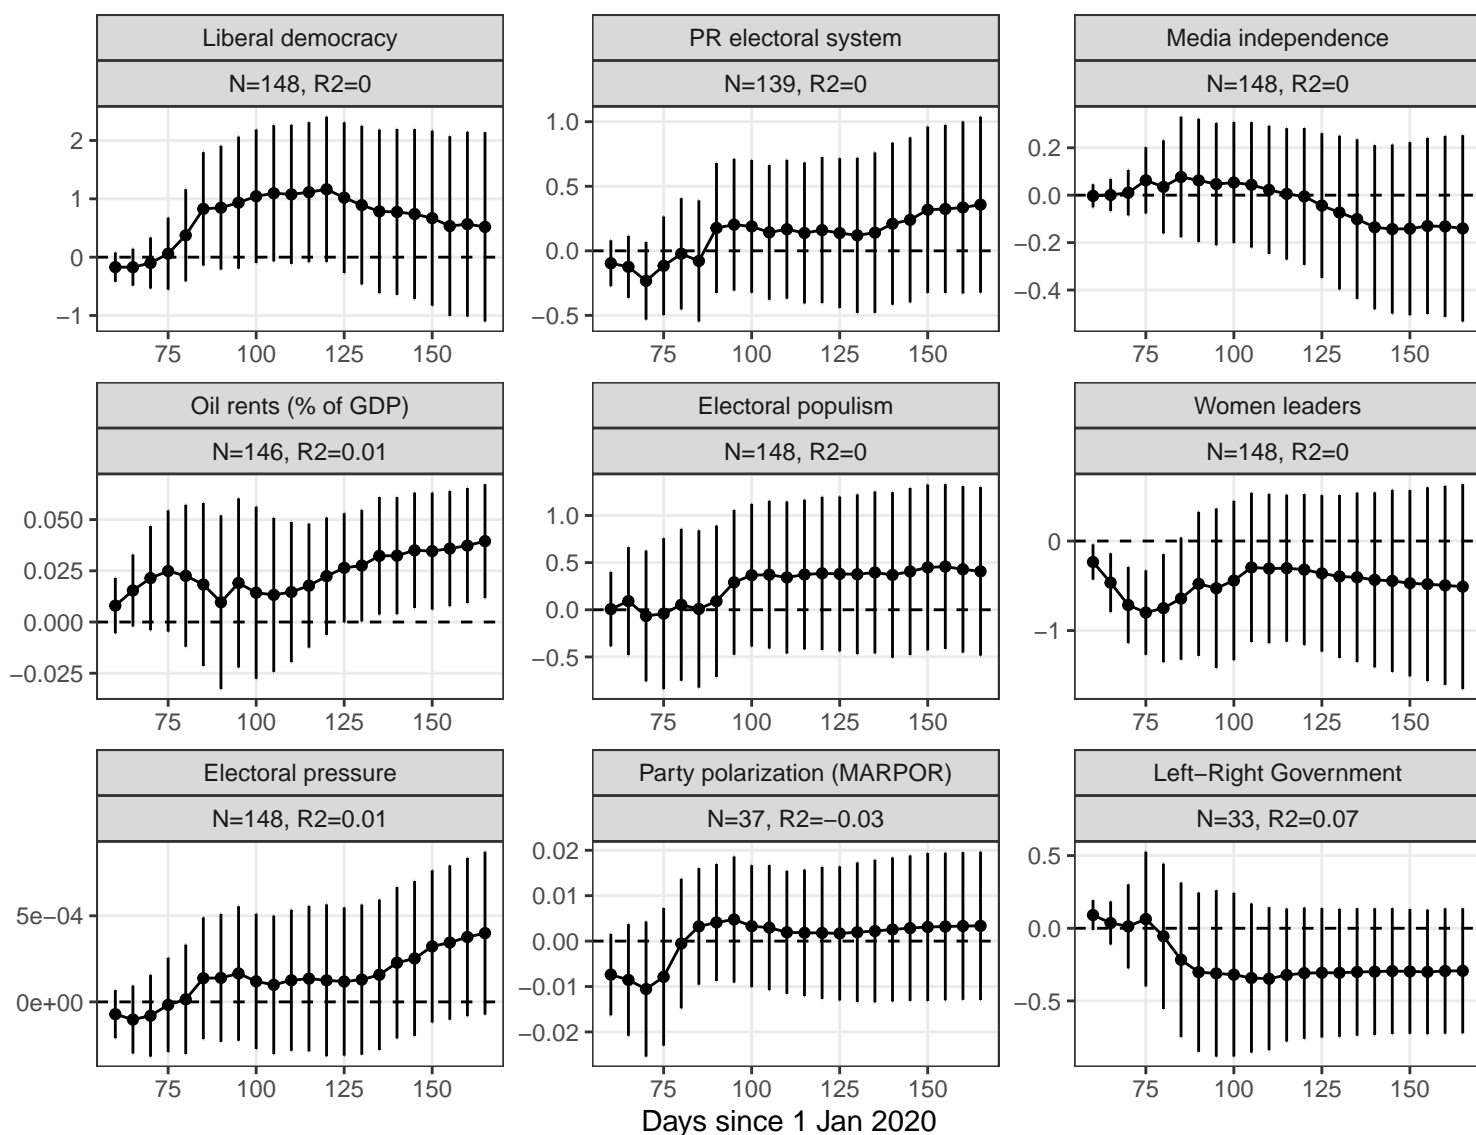 Liberal democracy
N=148, R2=0
2
1
0
−1
75 100 125 150
PR electoral system
N=139, R2=0
1.0
0.5
0.0
−0.5
75 100 125 150
Media independence
N=148, R2=0
0.2
0.0
−0.2
−0.4
75 100 125 150
Oil rents (% of GDP)
N=146, R2=0.01
0.050
0.025
0.000
−0.025
75 100 125 150
Electoral populism
N=148, R2=0
1.0
0.5
0.0
−0.5
75 100 125 150
Women leaders
N=148, R2=0
0
−1
75 100 125 150
Electoral pressure
N=148, R2=0.01
5e−04
0e+00
75 100 125 150
Party polarization (MARPOR)
N=37, R2=−0.03
0.02
0.01
0.00
−0.01
−0.02
75 100 125 150
Left−Right Government
N=33, R2=0.07
0.5
0.0
−0.5
75 100 125 150
Days since 1 Jan 2020